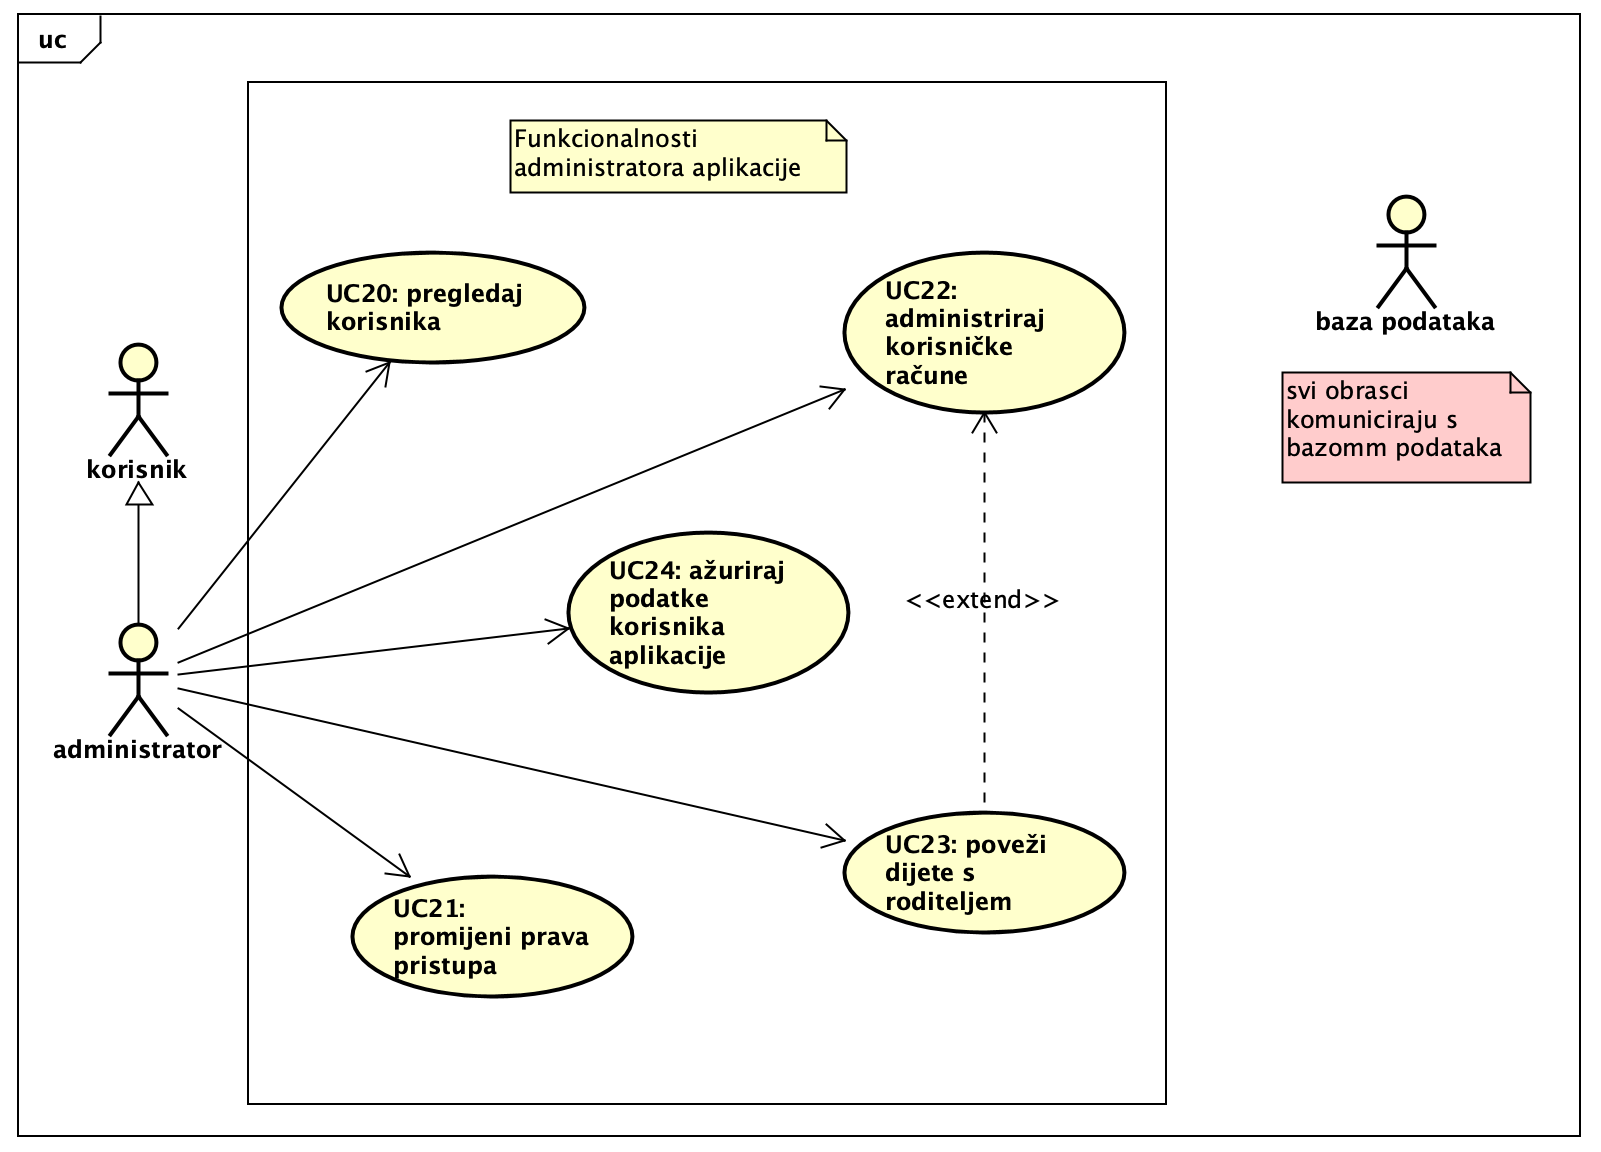 uc
Funkcionalnosti
administratora aplikacije
UC20: pregledaj
korisnika
UC22:
administriraj
korisničke
račune
baza podataka
svi obrasci
komuniciraju s
bazomm podataka
korisnik
UC24: ažuriraj
podatke
korisnika
aplikacije
<<extend>>
administrator
UC23: poveži
dijete s
roditeljem
UC21:
promijeni prava
pristupa